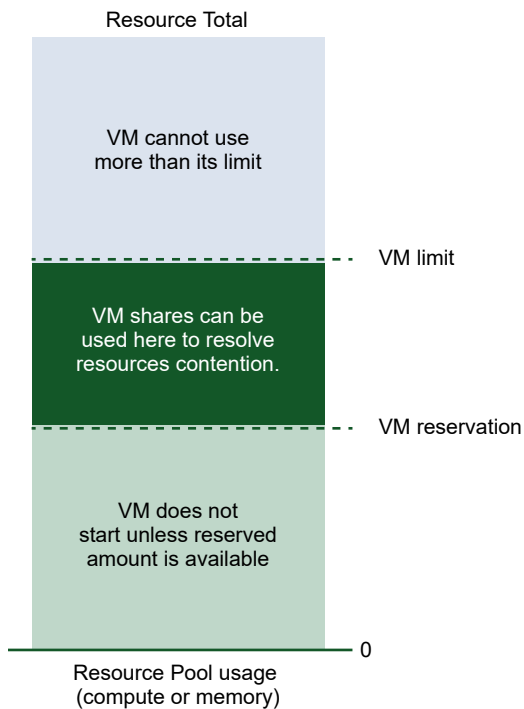 Resource Total
VM cannot use
more than its limit
VM limit
VM shares can be
used here to resolve
resources contention.
VM reservation
VM does not
start unless reserved
amount is available
0
Resource Pool usage
(compute or memory)